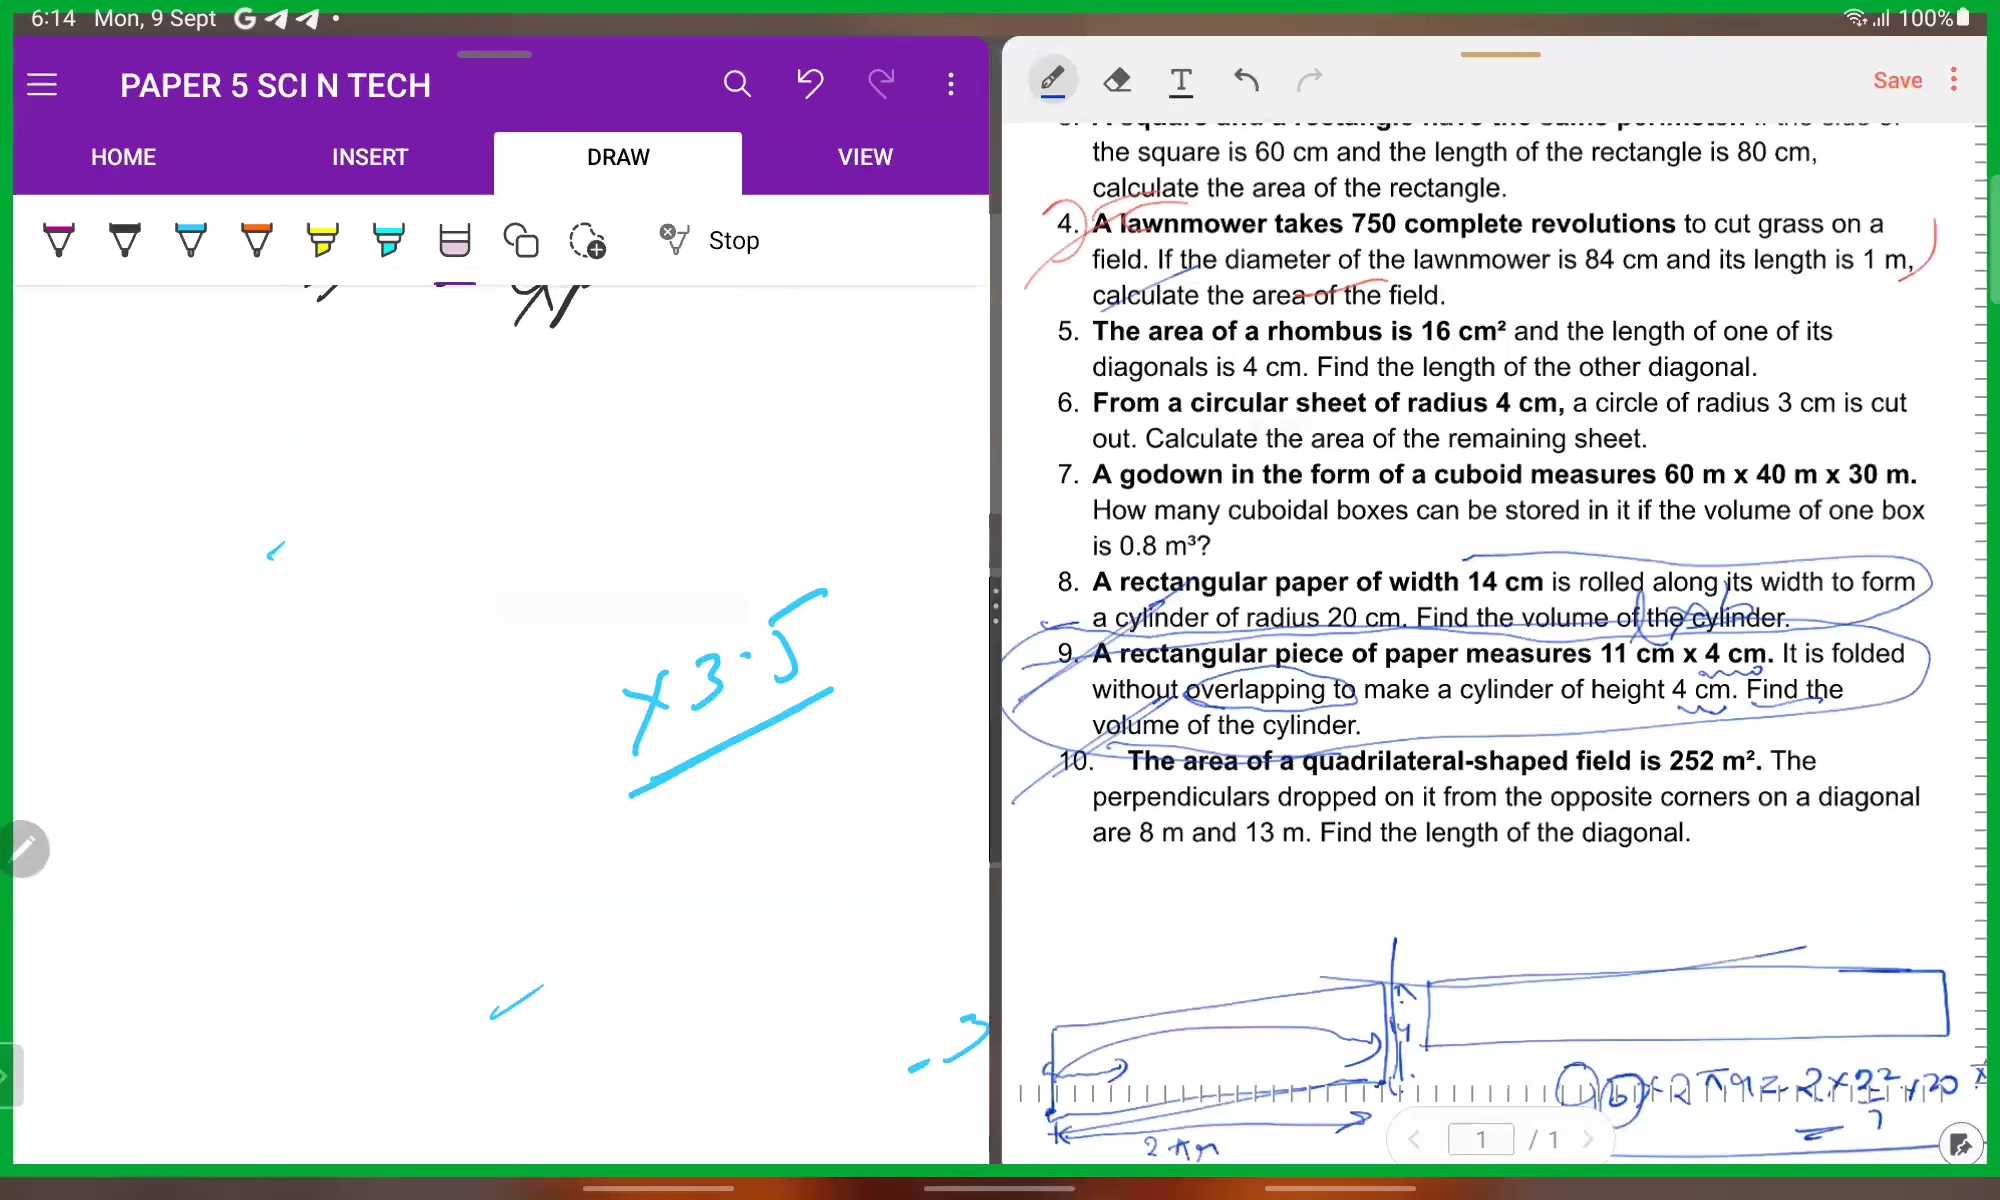 6:14 Mon, 9 Sept G
100%
PAPER 5 SCI N TECH
HOME INSERT DRAW VIEW
Stop
× 3.5
- 3
T
Save
the square is 60 cm and the length of the rectangle is 80 cm,
calculate the area of the rectangle.
4. A lawnmower takes 750 complete revolutions to cut grass on a
field. If the diameter of the lawnmower is 84 cm and its length is 1 m,
calculate the area of the field.
5. The area of a rhombus is 16 cm² and the length of one of its
diagonals is 4 cm. Find the length of the other diagonal.
6. From a circular sheet of radius 4 cm, a circle of radius 3 cm is cut
out. Calculate the area of the remaining sheet.
7. A godown in the form of a cuboid measures 60 m x 40 m x 30 m.
How many cuboidal boxes can be stored in it if the volume of one box
is 0.8 m³?
8. A rectangular paper of width 14 cm is rolled along its width to form
a cylinder of radius 20 cm. Find the volume of the cylinder.
9. A rectangular piece of paper measures 11 cm x 4 cm. It is folded
without overlapping to make a cylinder of height 4 cm. Find the
volume of the cylinder.
10. The area of a quadrilateral-shaped field is 252 m². The
perpendiculars dropped on it from the opposite corners on a diagonal
are 8 m and 13 m. Find the length of the diagonal.
2πr = 2 × 22/7 × 20
2πr
1 / 1